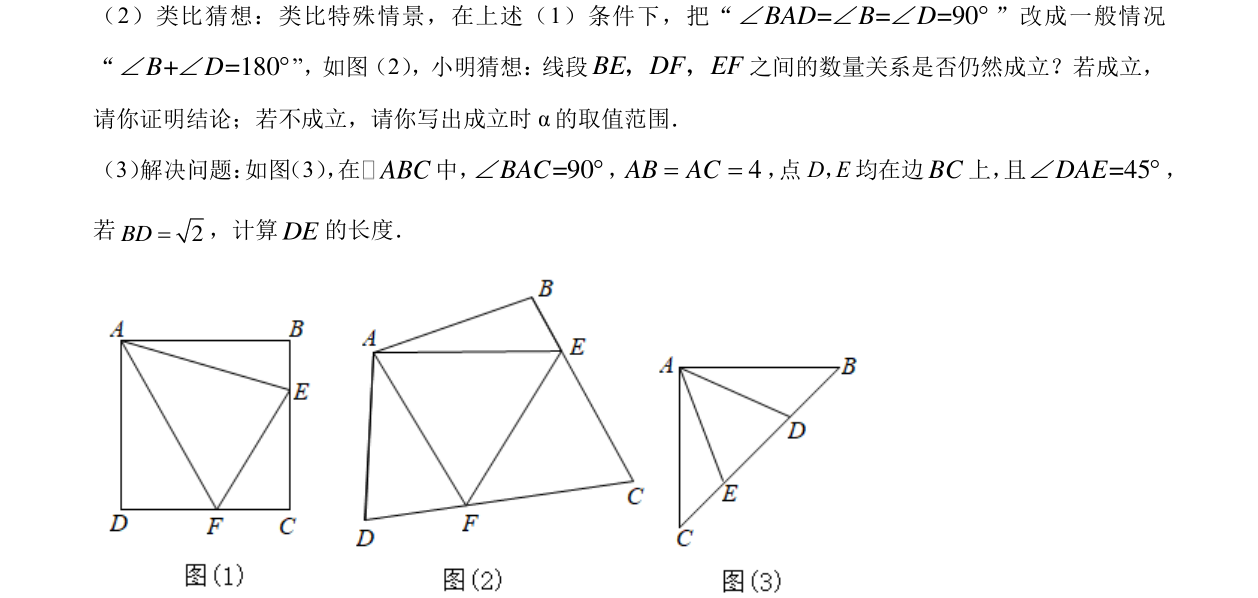 （2）类比猜想：类比特殊情景，在上述（1）条件下，把“∠BAD=∠B=∠D=90°”改成一般情况
“∠B+∠D=180°”，如图（2），小明猜想：线段BE，DF，EF之间的数量关系是否仍然成立？若成立，
请你证明结论；若不成立，请你写出成立时α的取值范围．
（3）解决问题：如图（3），在□ABC中，∠BAC=90°，AB=AC=4，点D，E均在边BC上，且∠DAE=45°，
若BD=√2，计算DE的长度．
A B E D F C
图(1)
B A E C F D
图(2)
A B D E C
图(3)